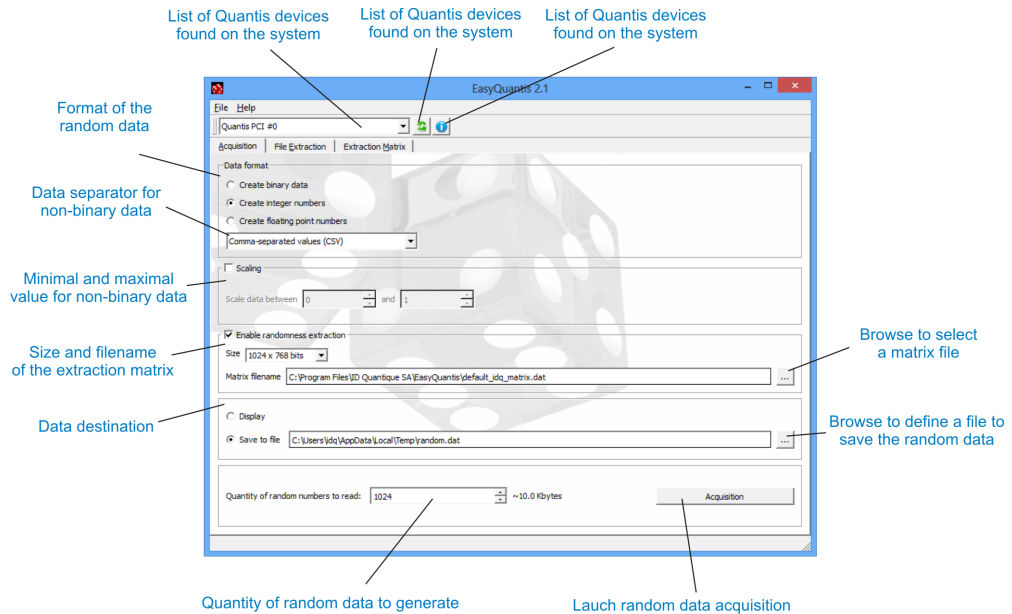 List of Quantis devices
found on the system
List of Quantis devices
found on the system
List of Quantis devices
found on the system
EasyQuantis 2.1
File Help
Quantis PCI #0
Acquisition File Extraction Extraction Matrix
Format of the
random data
Data format
Create binary data
Create integer numbers
Create floating point numbers
Comma-separated values (CSV)
Data separator for
non-binary data
Scaling
Scale data between 0 and 1
Minimal and maximal
value for non-binary data
Enable randomness extraction
Size 1024 x 768 bits
Matrix filename C:\Program Files\ID Quantique SA\EasyQuantis\default_idq_matrix.dat ...
Size and filename
of the extraction matrix
Browse to select
a matrix file
Display
Save to file C:\Users\idq\AppData\Local\Temp\random.dat ...
Data destination
Browse to define a file to
save the random data
Quantity of random numbers to read: 1024 ~10.0 Kbytes Acquisition
Quantity of random data to generate
Lauch random data acquisition